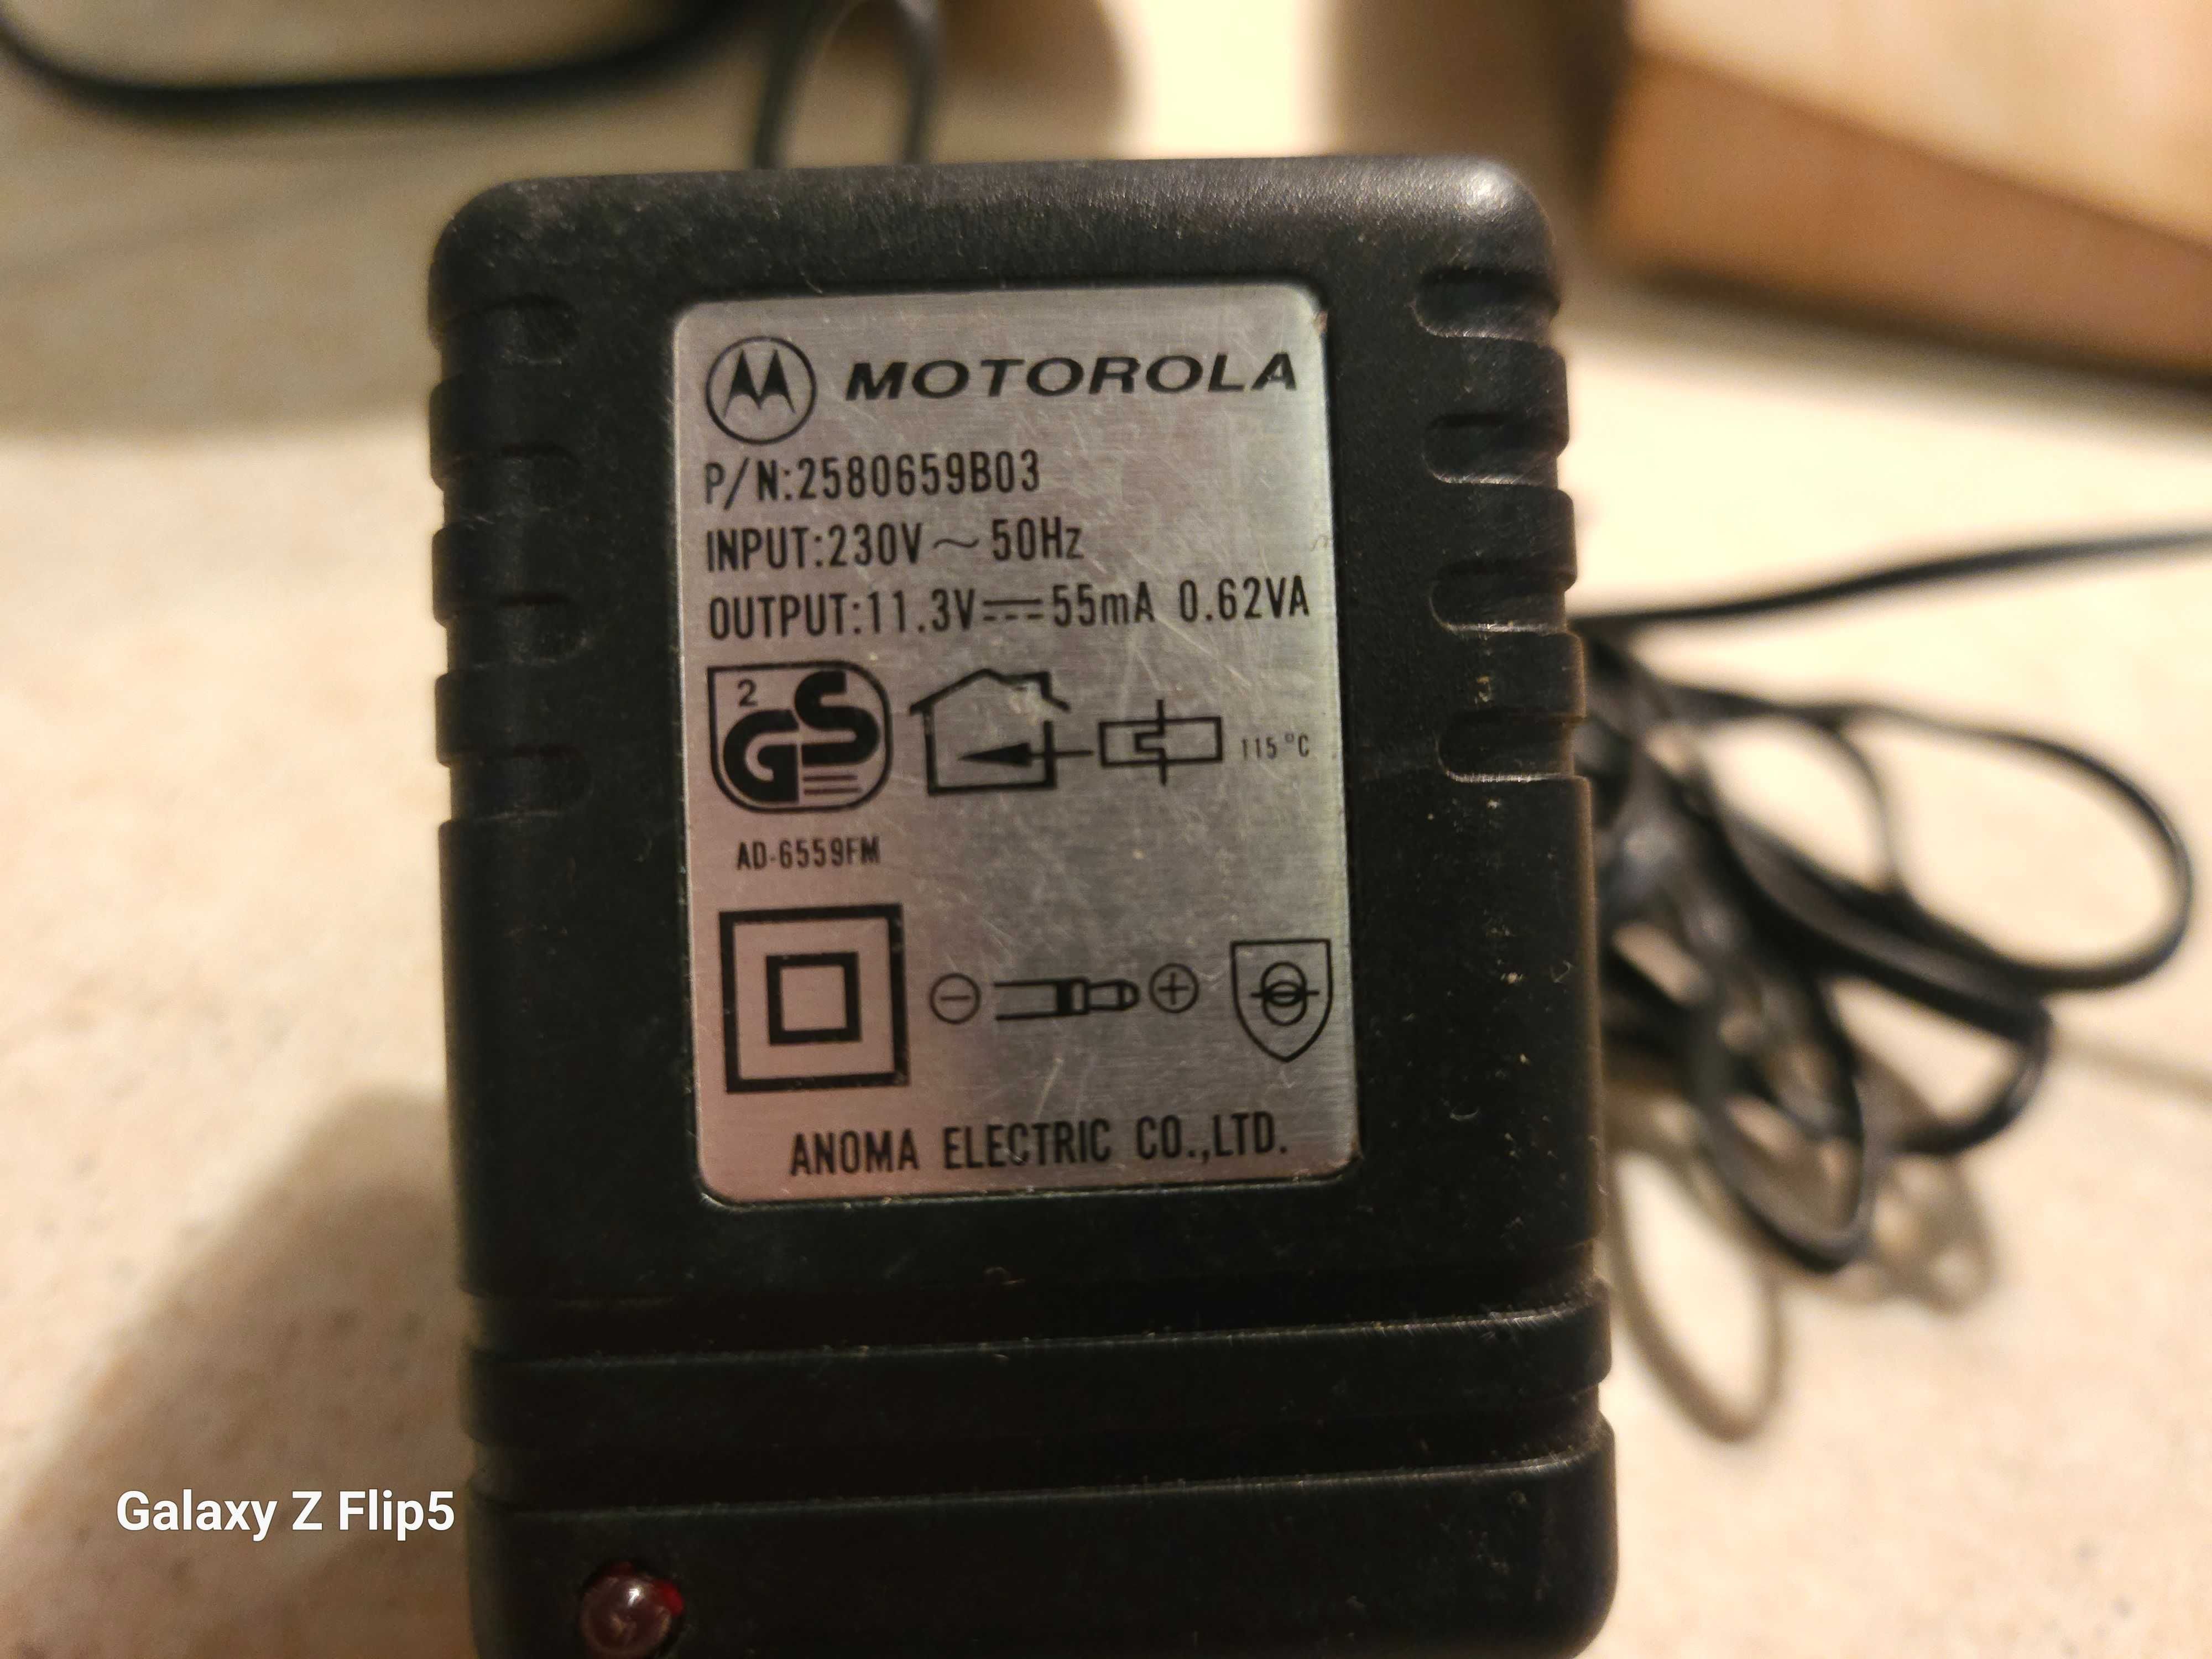 MOTOROLA
P/N:2580659B03
INPUT:230V ~ 50Hz
OUTPUT:11.3V⎓55mA 0.62VA
2
GS
115°C
AD-6559FM
ANOMA ELECTRIC CO.,LTD.
Galaxy Z Flip5